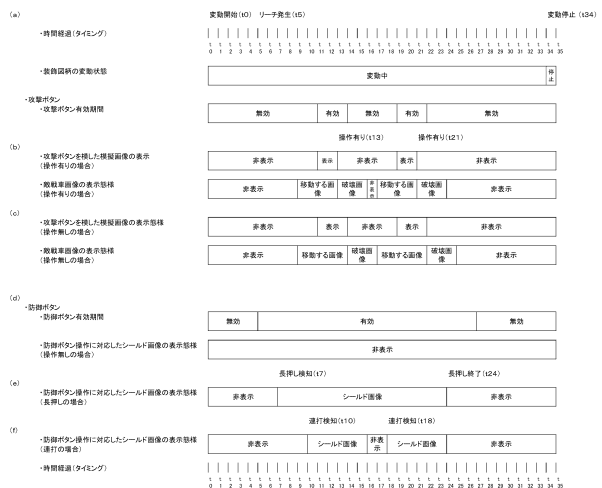 (a)
変動開始(t0) リーチ発生(t5) 変動停止(t34)
・時間経過(タイミング)
t t t t t t t t t t t t t t t t t t t t t t t t t t t t t t t t t t t t
0 1 2 3 4 5 6 7 8 9 10 11 12 13 14 15 16 17 18 19 20 21 22 23 24 25 26 27 28 29 30 31 32 33 34 35
・装飾図柄の変動状態
変動中 停止
・攻撃ボタン
・攻撃ボタン有効期間
無効 有効 無効 有効 無効
操作有り(t13) 操作有り(t21)
(b)
・攻撃ボタンを模した模擬画像の表示
(操作有りの場合)
非表示 表示 非表示 表示 非表示
・敵戦車画像の表示態様
(操作有りの場合)
非表示 移動する画像 破壊画像 非表示 移動する画像 破壊画像 非表示
(c)
・攻撃ボタンを模した模擬画像の表示態様
(操作無しの場合)
非表示 表示 非表示 表示 非表示
・敵戦車画像の表示態様
(操作無しの場合)
非表示 移動する画像 破壊画像 移動する画像 破壊画像 非表示
(d)
・防御ボタン
・防御ボタン有効期間
無効 有効 無効
・防御ボタン操作に対応したシールド画像の表示態様
(操作無しの場合)
非表示
長押し検知(t7) 長押し終了(t24)
(e)
・防御ボタン操作に対応したシールド画像の表示態様
(長押しの場合)
非表示 シールド画像 非表示
連打検知(t10) 連打検知(t18)
(f)
・防御ボタン操作に対応したシールド画像の表示態様
(連打の場合)
非表示 シールド画像 非表示 シールド画像 非表示
・時間経過(タイミング)
t t t t t t t t t t t t t t t t t t t t t t t t t t t t t t t t t t t t
0 1 2 3 4 5 6 7 8 9 10 11 12 13 14 15 16 17 18 19 20 21 22 23 24 25 26 27 28 29 30 31 32 33 34 35